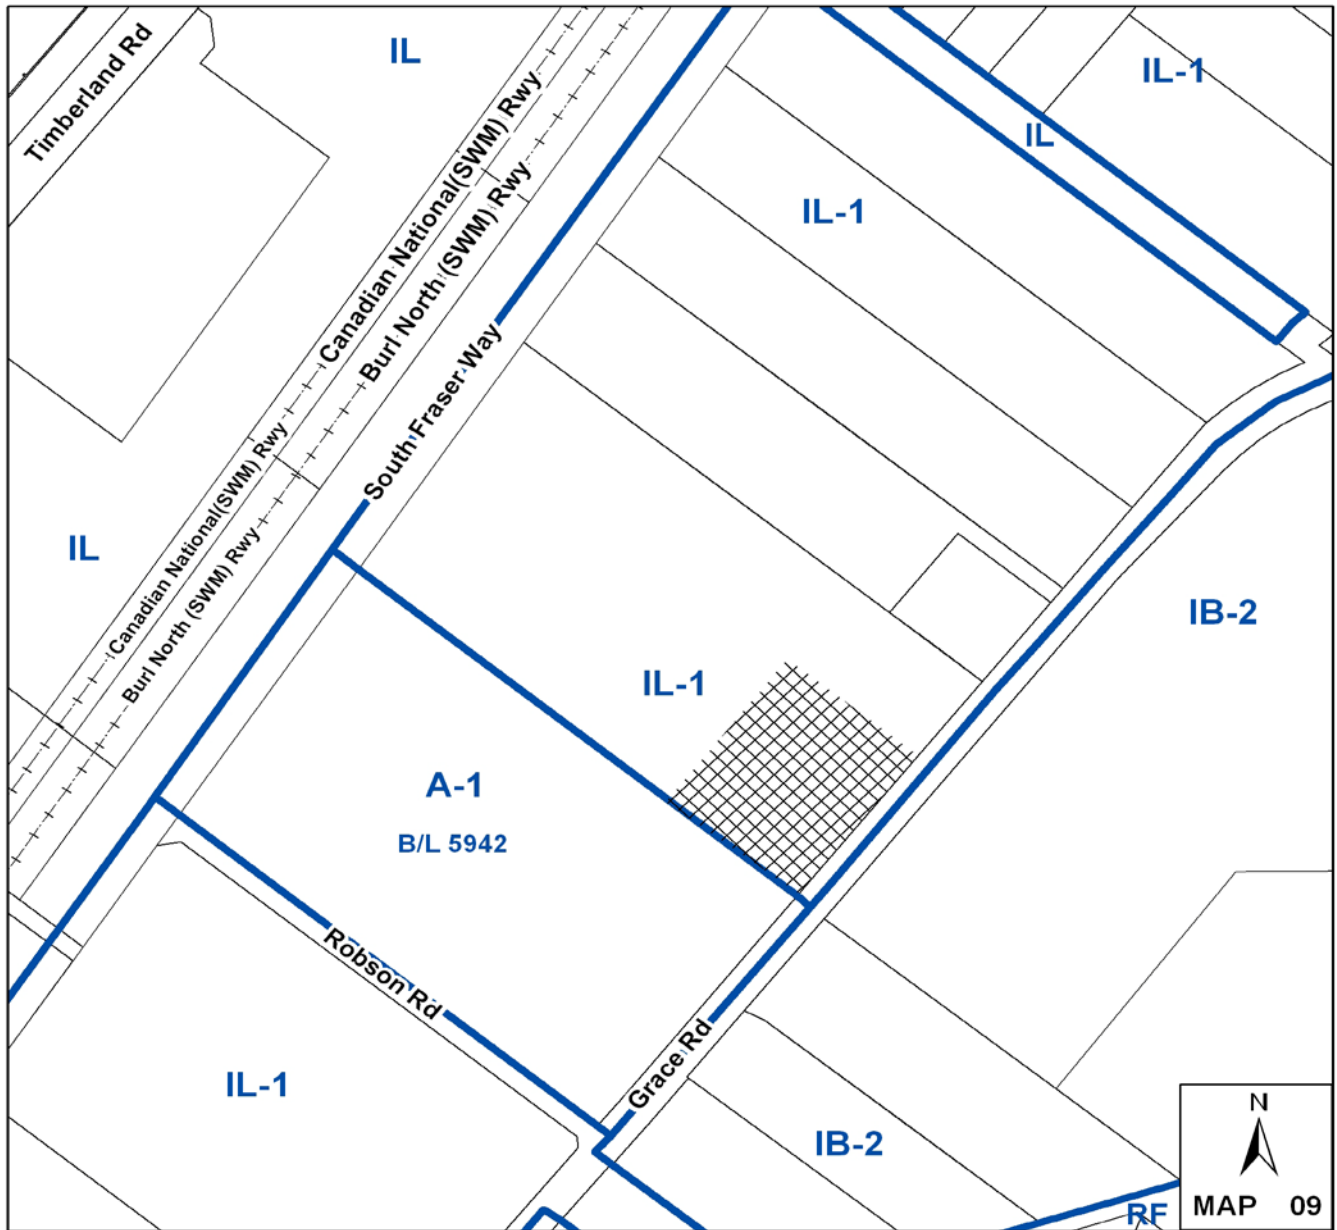 Timberland Rd
IL
IL-1
IL
Canadian National(SWM) Rwy
Burl North (SWM) Rwy
IL-1
South Fraser Way
Canadian National(SWM) Rwy
Burl North (SWM) Rwy
IL
IB-2
IL-1
A-1
B/L 5942
Robson Rd
Grace Rd
IL-1
IB-2
RF
N
MAP 09